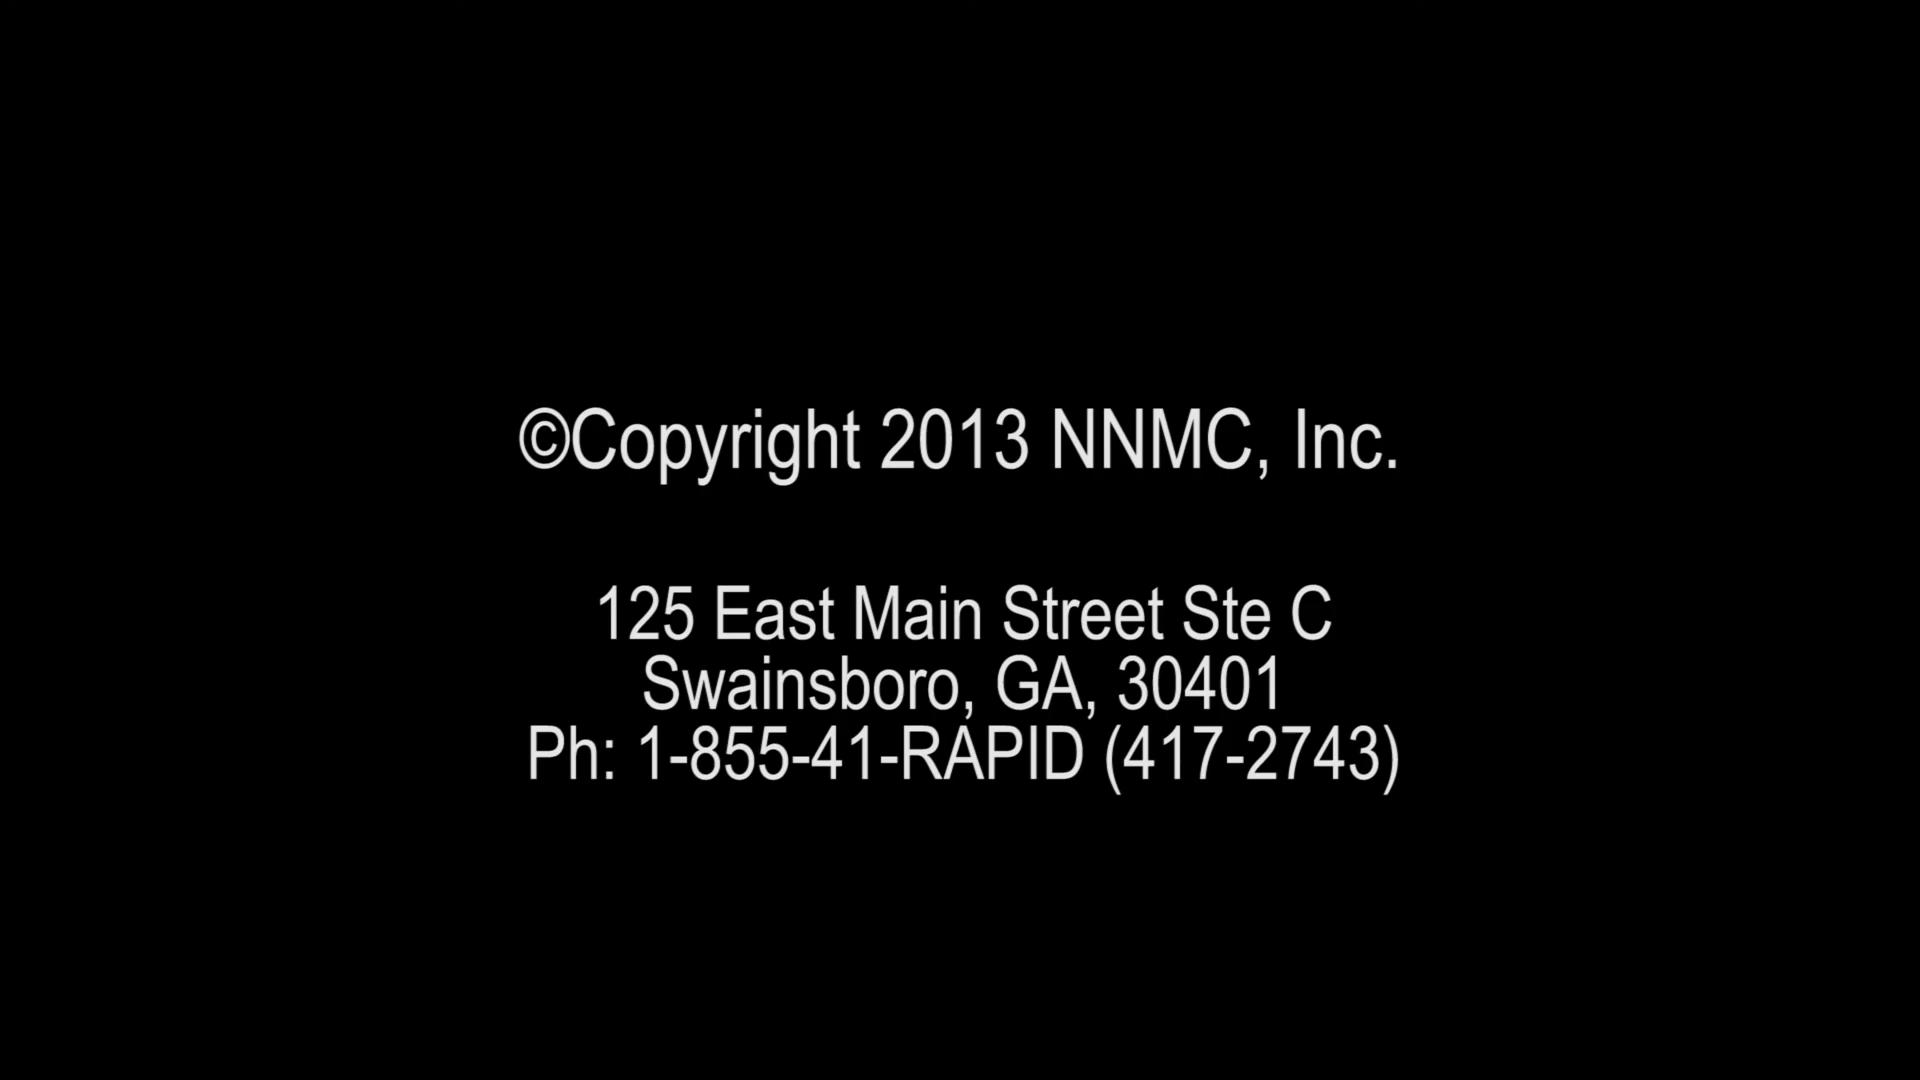 ©Copyright 2013 NNMC, Inc.
125 East Main Street Ste C
Swainsboro, GA, 30401
Ph: 1-855-41-RAPID (417-2743)